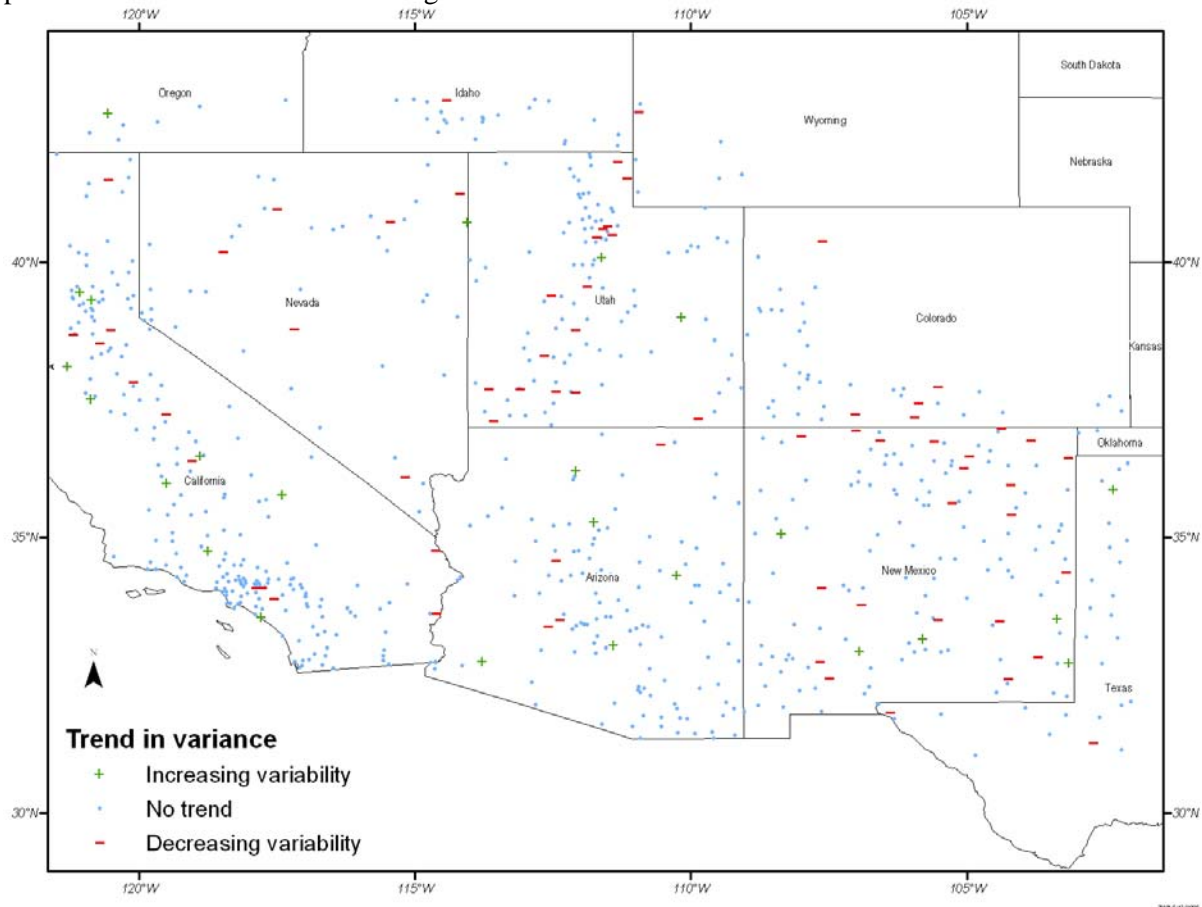 120°W 115°W 110°W 105°W
South Dakota
Oregon Idaho
Wyoming
Nebraska
40°N 40°N
Nevada Utah
Colorado
Kansas
Oklahoma
California
35°N 35°N
Arizona New Mexico
N
Texas
Trend in variance
Increasing variability
No trend
Decreasing variability
30°N 30°N
120°W 115°W 110°W 105°W